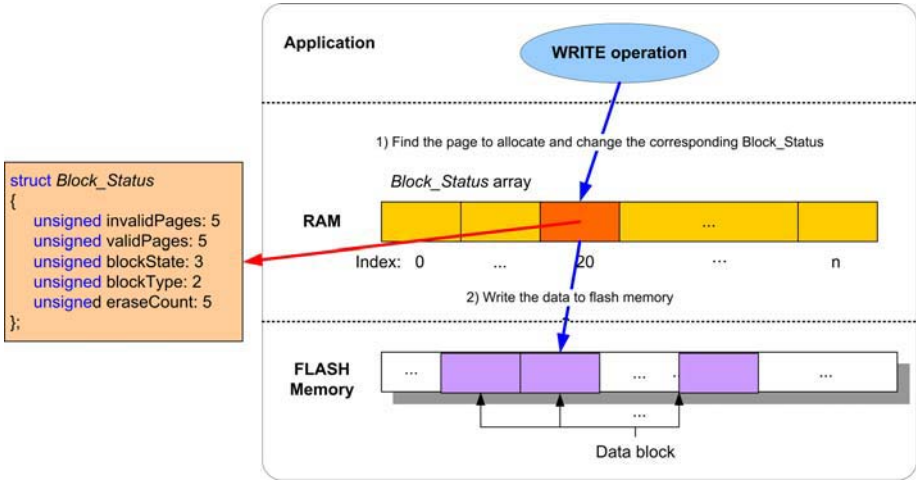 Application
WRITE operation
1) Find the page to allocate and change the corresponding Block_Status
struct Block_Status
{
unsigned invalidPages: 5
unsigned validPages: 5
unsigned blockState: 3
unsigned blockType: 2
unsigned eraseCount: 5
};
Block_Status array
RAM
...
Index: 0 ... 20 ... n
2) Write the data to flash memory
FLASH
Memory
... ... .. ...
...
Data block